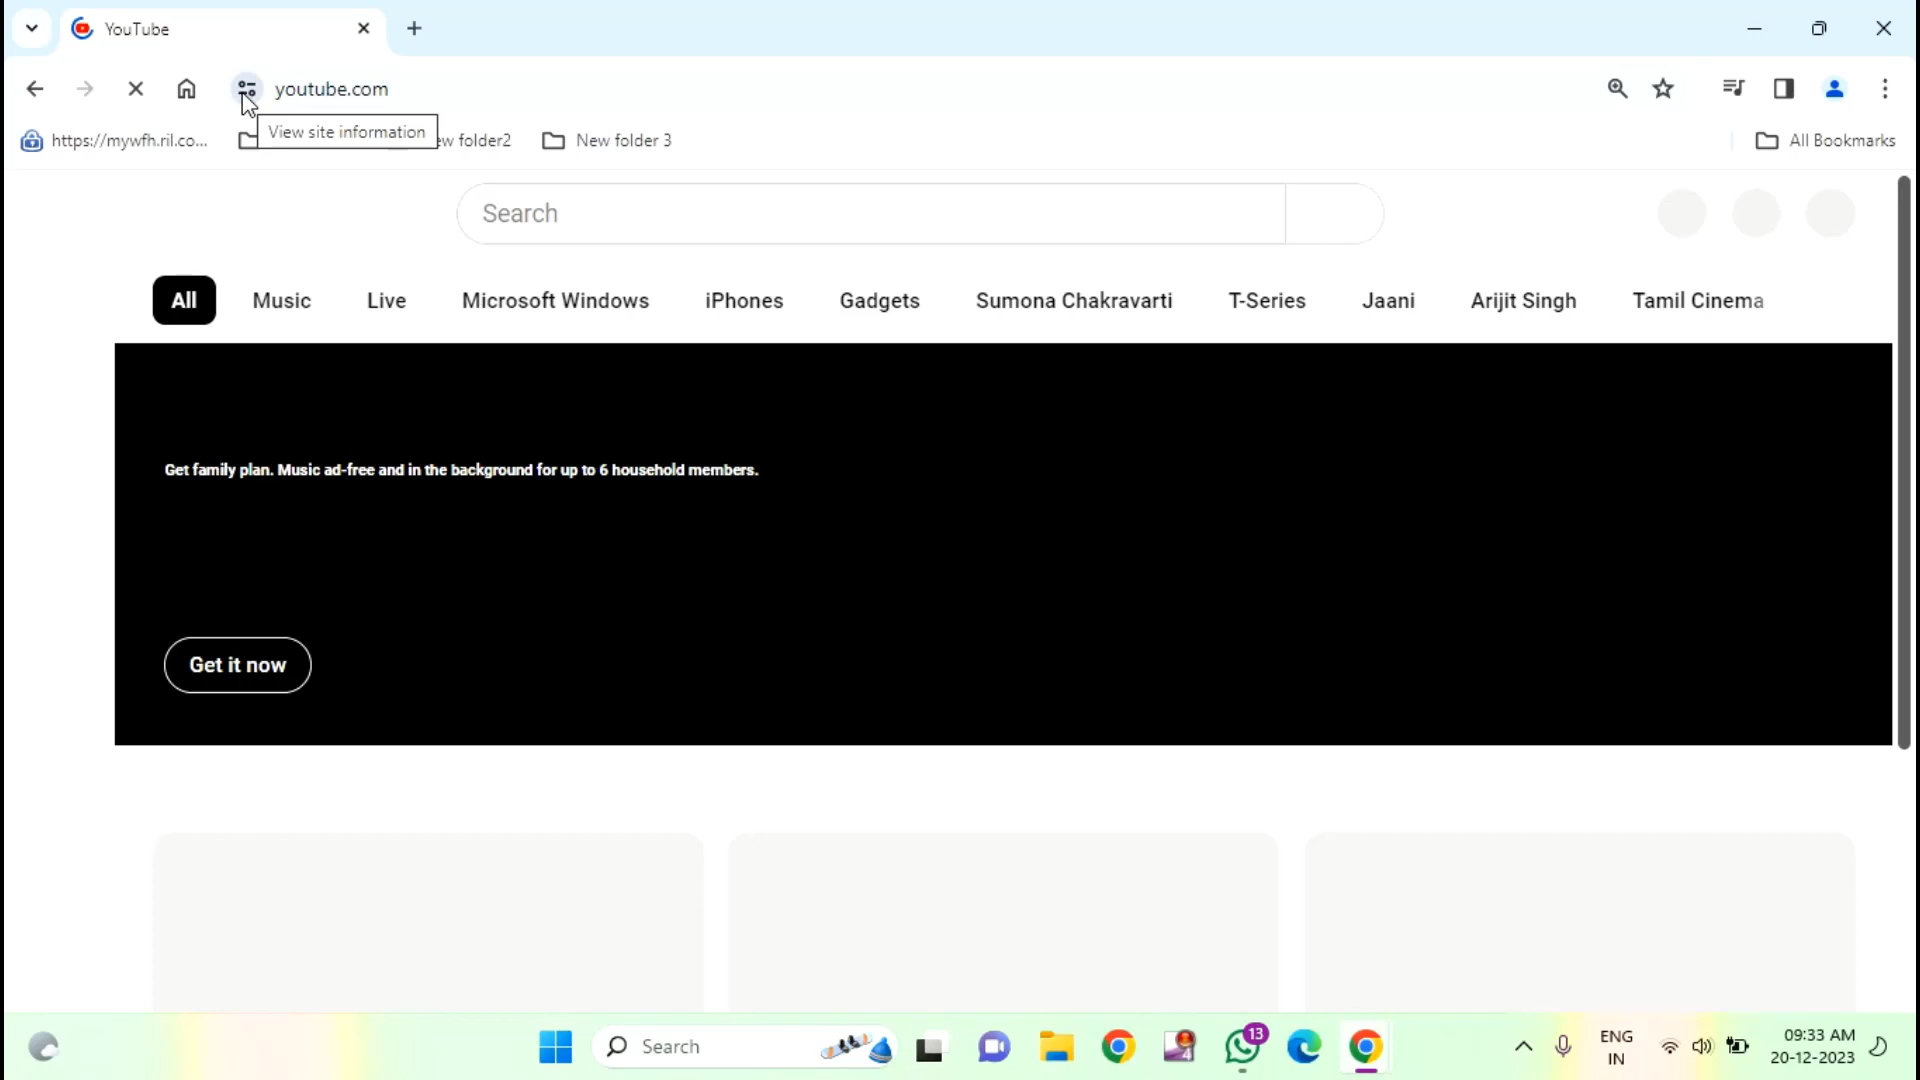 YouTube
youtube.com
View site information
https://mywfh.ril.co...
ew folder2
New folder 3
All Bookmarks
Search
All Music Live Microsoft Windows iPhones Gadgets Sumona Chakravarti T-Series Jaani Arijit Singh Tamil Cinema
Get family plan. Music ad-free and in the background for up to 6 household members.
Get it now
Search
4
13
ENG
IN
09:33 AM
20-12-2023